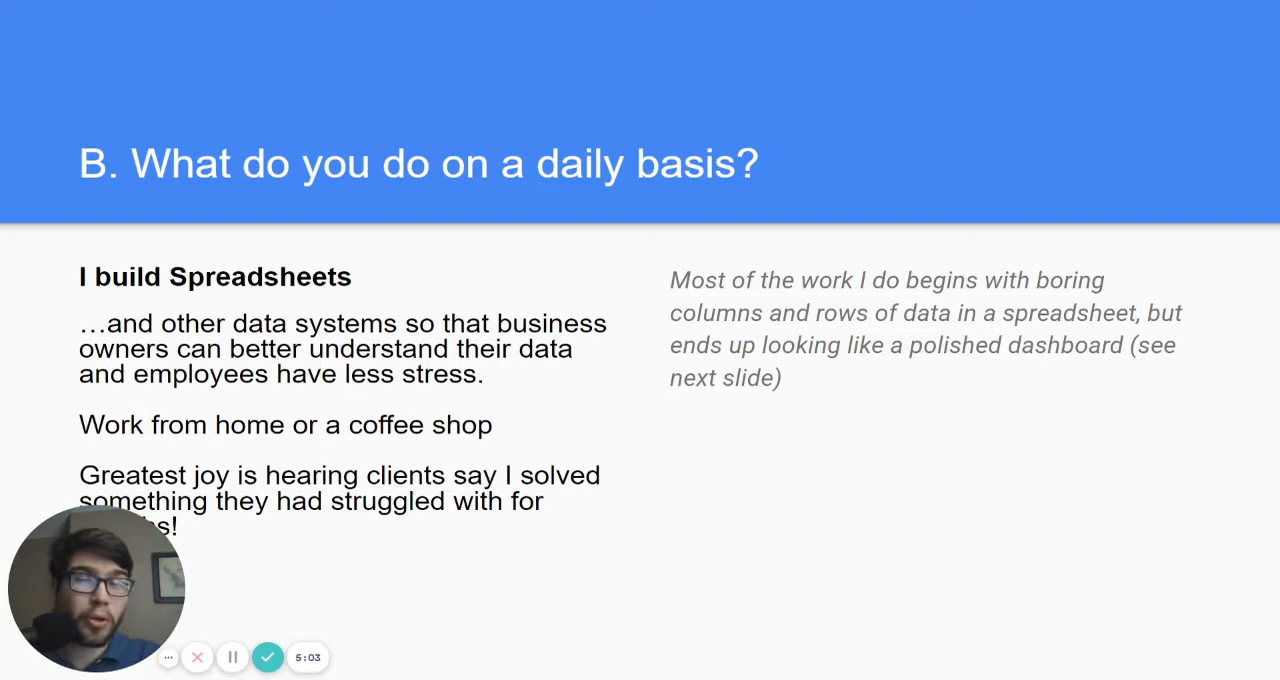 B. What do you do on a daily basis?
I build Spreadsheets
…and other data systems so that business
owners can better understand their data
and employees have less stress.
Work from home or a coffee shop
Greatest joy is hearing clients say I solved
something they had struggled with for
Most of the work I do begins with boring
columns and rows of data in a spreadsheet, but
ends up looking like a polished dashboard (see
next slide)
5:03